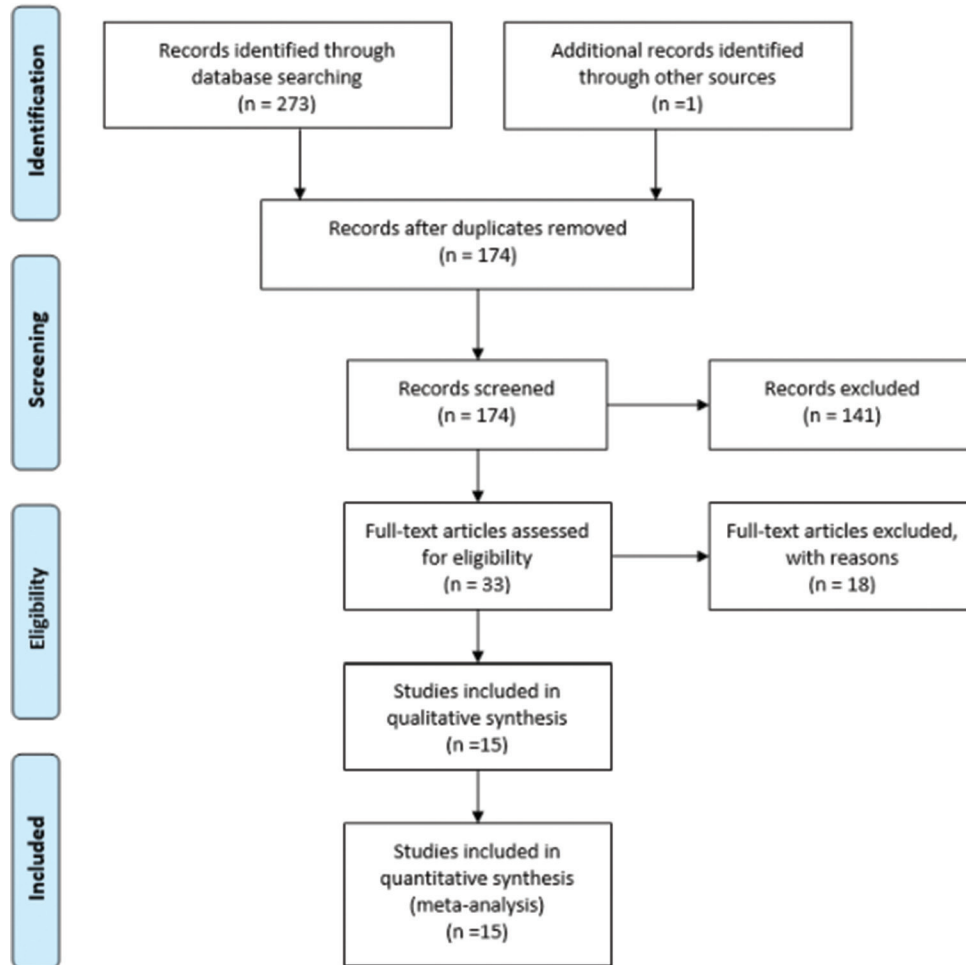 Identification
Records identified through
database searching
(n = 273)
Additional records identified
through other sources
(n =1)
Records after duplicates removed
(n = 174)
Screening
Records screened
(n = 174)
Records excluded
(n = 141)
Eligibility
Full-text articles assessed
for eligibility
(n = 33)
Full-text articles excluded,
with reasons
(n = 18)
Studies included in
qualitative synthesis
(n =15)
Included
Studies included in
quantitative synthesis
(meta-analysis)
(n =15)